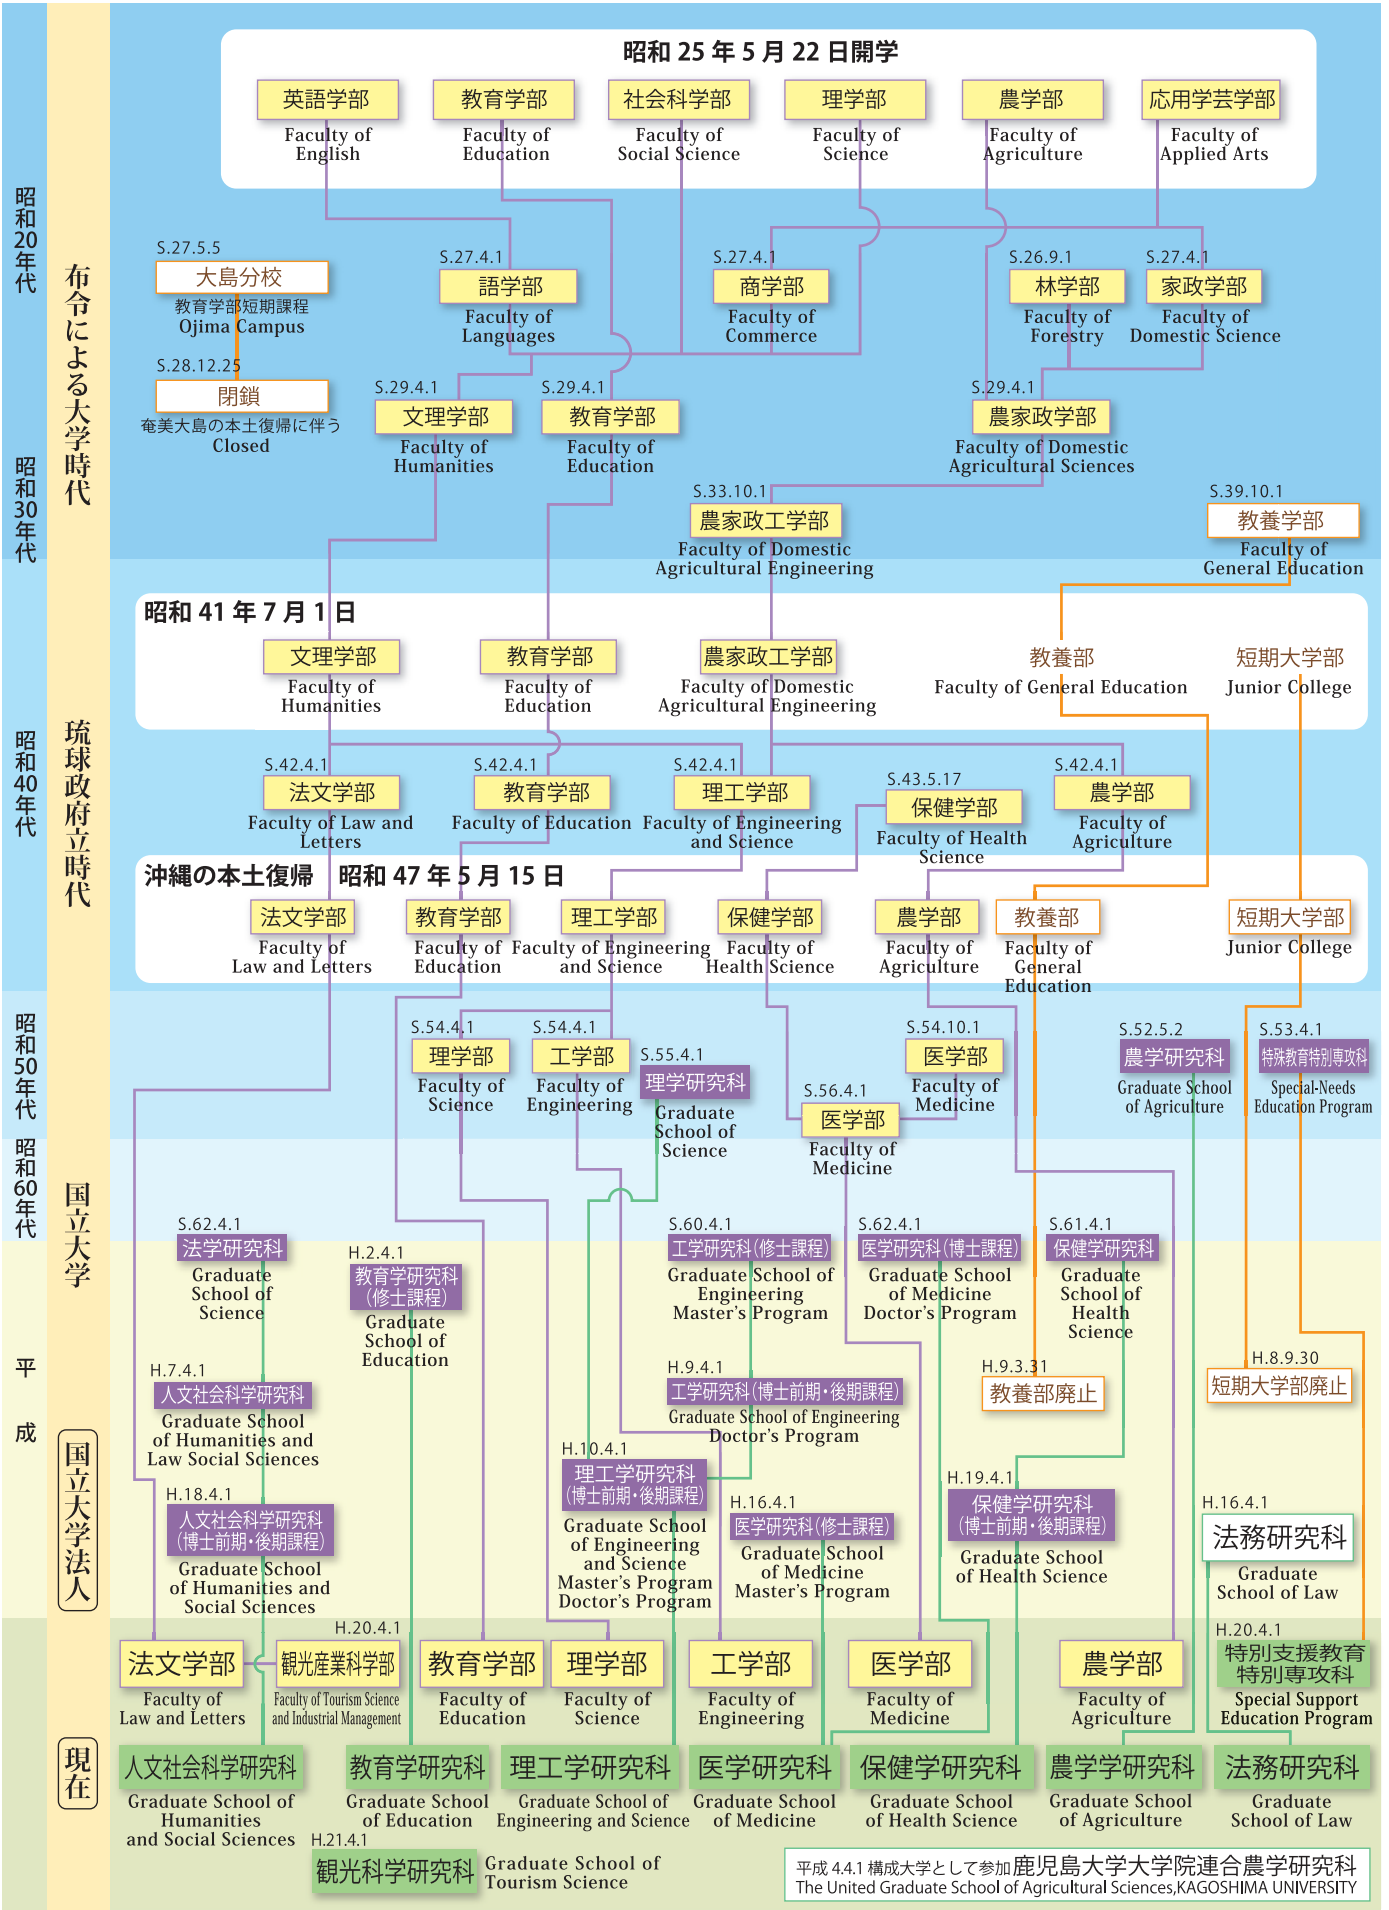 昭和 25 年 5 月 22 日開学
英語学部
Faculty of
English
教育学部
Faculty of
Education
社会科学部
Faculty of
Social Science
理学部
Faculty of
Science
農学部
Faculty of
Agriculture
応用学芸学部
Faculty of
Applied Arts
昭和20年代
布令による大学時代
S.27.5.5
大島分校
教育学部短期課程
Ojima Campus
S.28.12.25
閉鎖
奄美大島の本土復帰に伴う
Closed
S.27.4.1
語学部
Faculty of
Languages
S.27.4.1
商学部
Faculty of
Commerce
S.26.9.1
林学部
Faculty of
Forestry
S.27.4.1
家政学部
Faculty of
Domestic Science
S.29.4.1
文理学部
Faculty of
Humanities
S.29.4.1
教育学部
Faculty of
Education
S.29.4.1
農家政学部
Faculty of Domestic
Agricultural Sciences
昭和30年代
S.33.10.1
農家政工学部
Faculty of Domestic
Agricultural Engineering
S.39.10.1
教養学部
Faculty of
General Education
昭和 41 年 7 月 1 日
文理学部
Faculty of
Humanities
教育学部
Faculty of
Education
農家政工学部
Faculty of Domestic
Agricultural Engineering
教養部
Faculty of General Education
短期大学部
Junior College
昭和40年代
琉球政府立時代
S.42.4.1
法文学部
Faculty of Law and
Letters
S.42.4.1
教育学部
Faculty of Education
S.42.4.1
理工学部
Faculty of Engineering
and Science
S.43.5.17
保健学部
Faculty of Health
Science
S.42.4.1
農学部
Faculty of
Agriculture
沖縄の本土復帰　昭和 47 年 5 月 15 日
法文学部
Faculty of
Law and Letters
教育学部
Faculty of
Education
理工学部
Faculty of Engineering
and Science
保健学部
Faculty of
Health Science
農学部
Faculty of
Agriculture
教養部
Faculty of
General
Education
短期大学部
Junior College
昭和50年代
S.54.4.1
理学部
Faculty of
Science
S.54.4.1
工学部
Faculty of
Engineering
S.55.4.1
理学研究科
Graduate
School of
Science
S.54.10.1
医学部
Faculty of
Medicine
S.56.4.1
医学部
Faculty of
Medicine
S.52.5.2
農学研究科
Graduate School
of Agriculture
S.53.4.1
特殊教育特別専攻科
Special-Needs
Education Program
昭和60年代
国立大学
S.62.4.1
法学研究科
Graduate
School of
Science
H.2.4.1
教育学研究科
（修士課程）
Graduate
School of
Education
S.60.4.1
工学研究科（修士課程）
Graduate School of
Engineering
Master's Program
S.62.4.1
医学研究科（博士課程）
Graduate School
of Medicine
Doctor's Program
S.61.4.1
保健学研究科
Graduate
School of
Health
Science
平成
H.7.4.1
人文社会科学研究科
Graduate School
of Humanities and
Law Social Sciences
H.9.4.1
工学研究科（博士前期・後期課程）
Graduate School of Engineering
Doctor's Program
H.9.3.31
教養部廃止
H.8.9.30
短期大学部廃止
国立大学法人
H.18.4.1
人文社会科学研究科
（博士前期・後期課程）
Graduate School
of Humanities and
Social Sciences
H.10.4.1
理工学研究科
（博士前期・後期課程）
Graduate School
of Engineering
and Science
Master's Program
Doctor's Program
H.16.4.1
医学研究科（修士課程）
Graduate School
of Medicine
Master's Program
H.19.4.1
保健学研究科
（博士前期・後期課程）
Graduate School
of Health Science
H.16.4.1
法務研究科
Graduate
School of Law
法文学部
Faculty of
Law and Letters
H.20.4.1
観光産業科学部
Faculty of Tourism Science
and Industrial Management
教育学部
Faculty of
Education
理学部
Faculty of
Science
工学部
Faculty of
Engineering
医学部
Faculty of
Medicine
農学部
Faculty of
Agriculture
H.20.4.1
特別支援教育
特別専攻科
Special Support
Education Program
現在
人文社会科学研究科
Graduate School of
Humanities
and Social Sciences
教育学研究科
Graduate School
of Education
理工学研究科
Graduate School of
Engineering and Science
医学研究科
Graduate School
of Medicine
保健学研究科
Graduate School
of Health Science
農学学研究科
Graduate School
of Agriculture
法務研究科
Graduate
School of Law
H.21.4.1
観光科学研究科
Graduate School of
Tourism Science
平成 4.4.1 構成大学として参加 鹿児島大学大学院連合農学研究科
The United Graduate School of Agricultural Sciences,KAGOSHIMA UNIVERSITY